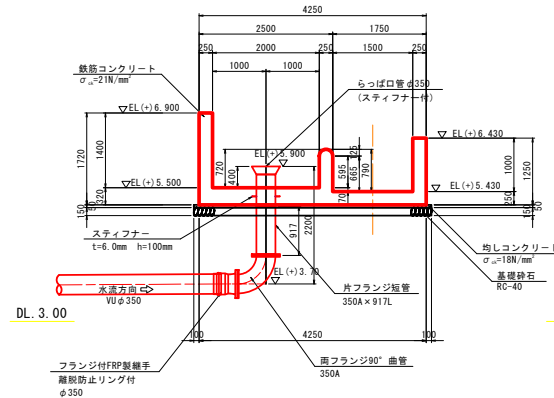 4250
2500
1750
250
2000
250
1500
250
1000
1000
鉄筋コンクリート
σck=21N/mm²
らっぱ口管φ350
(スティフナー付)
EL(+)6.900
EL(+)6.430
EL(+)5.900
EL(+)5.500
EL(+)5.430
1720
1400
320
50
150
720
400
125
595
665
790
70
1000
250
1250
50
150
スティフナー
t=6.0mm h=100mm
917
2200
均しコンクリート
σck=18N/mm²
基礎砕石
RC-40
EL(+)3.70
水流方向
VUφ350
片フランジ短管
350A×917L
DL.3.00
100
4250
100
フランジ付FRP製継手
離脱防止リング付
φ350
両フランジ90°曲管
350A